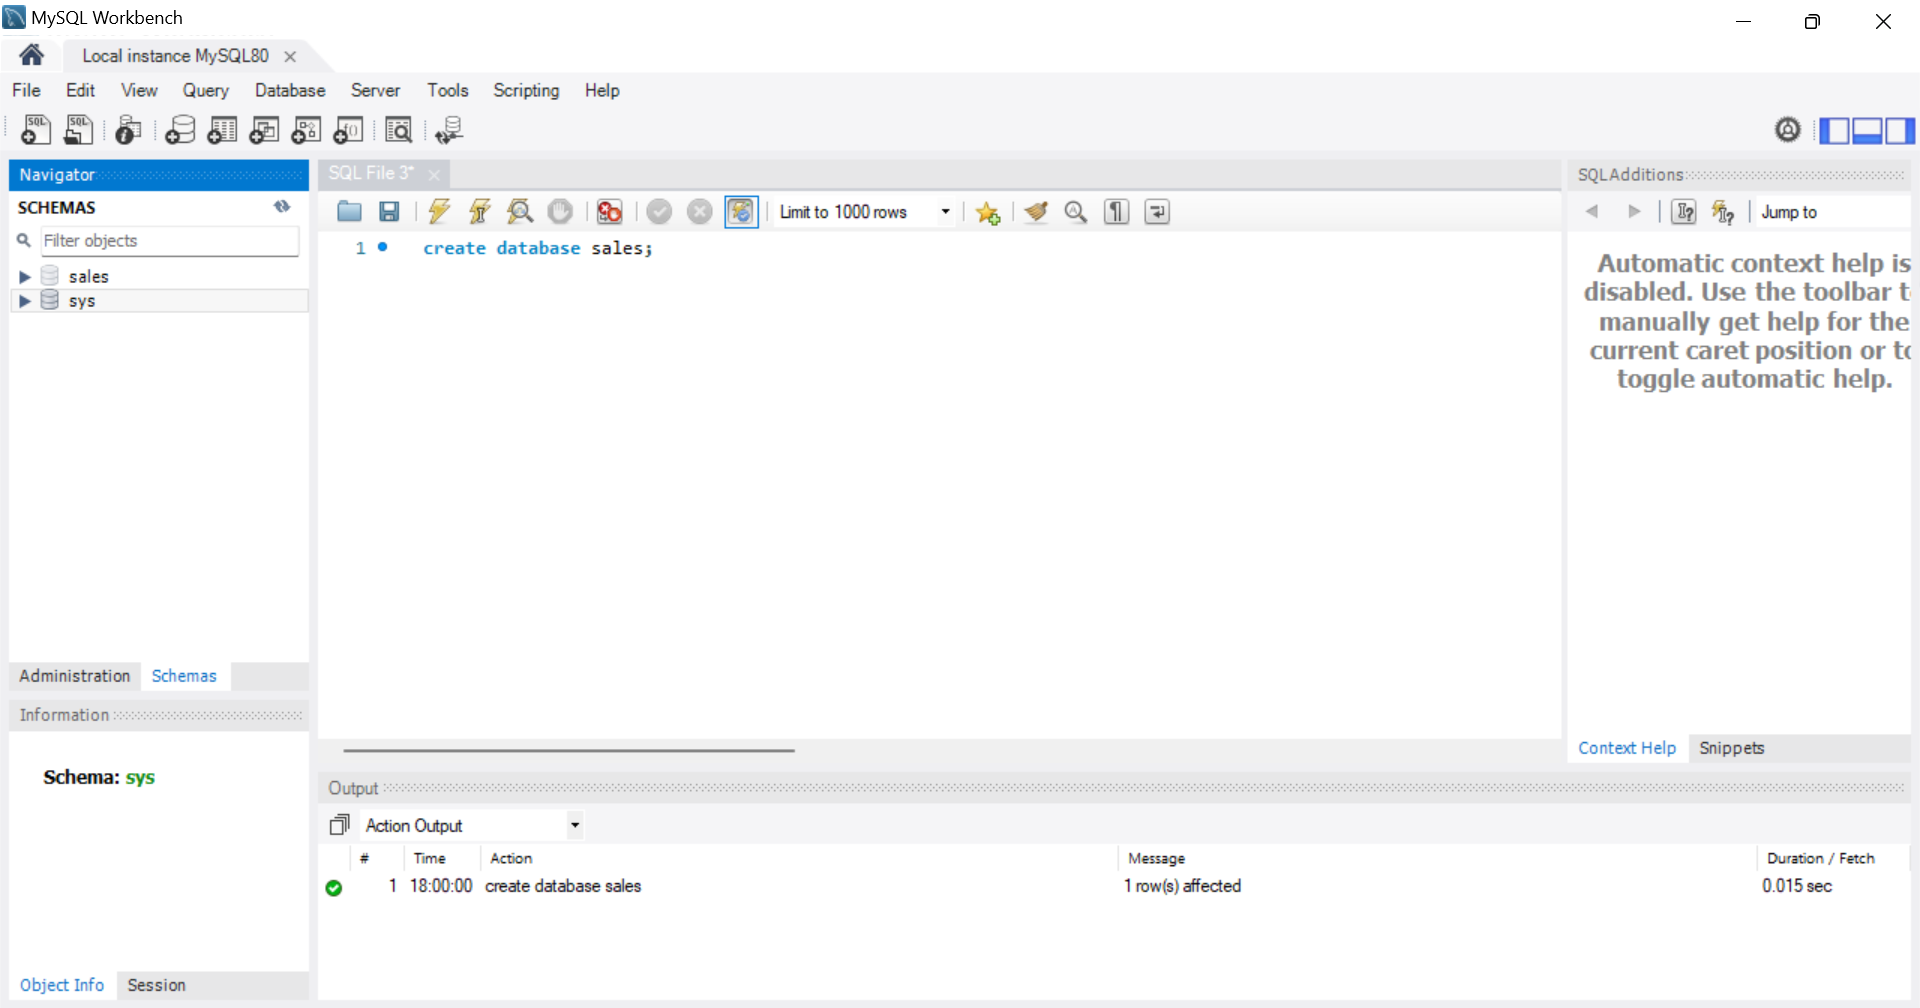 MySQL Workbench
Local instance MySQL80
File Edit View Query Database Server Tools Scripting Help
Navigator
SCHEMAS
Filter objects
sales
sys
Administration Schemas
Information
Schema: sys
Object Info Session
SQL File 3*
Limit to 1000 rows
1 create database sales;
SQLAdditions
Jump to
Automatic context help is
disabled. Use the toolbar t
manually get help for the
current caret position or to
toggle automatic help.
Context Help Snippets
Output
Action Output
# Time Action Message Duration / Fetch
1 18:00:00 create database sales 1 row(s) affected 0.015 sec